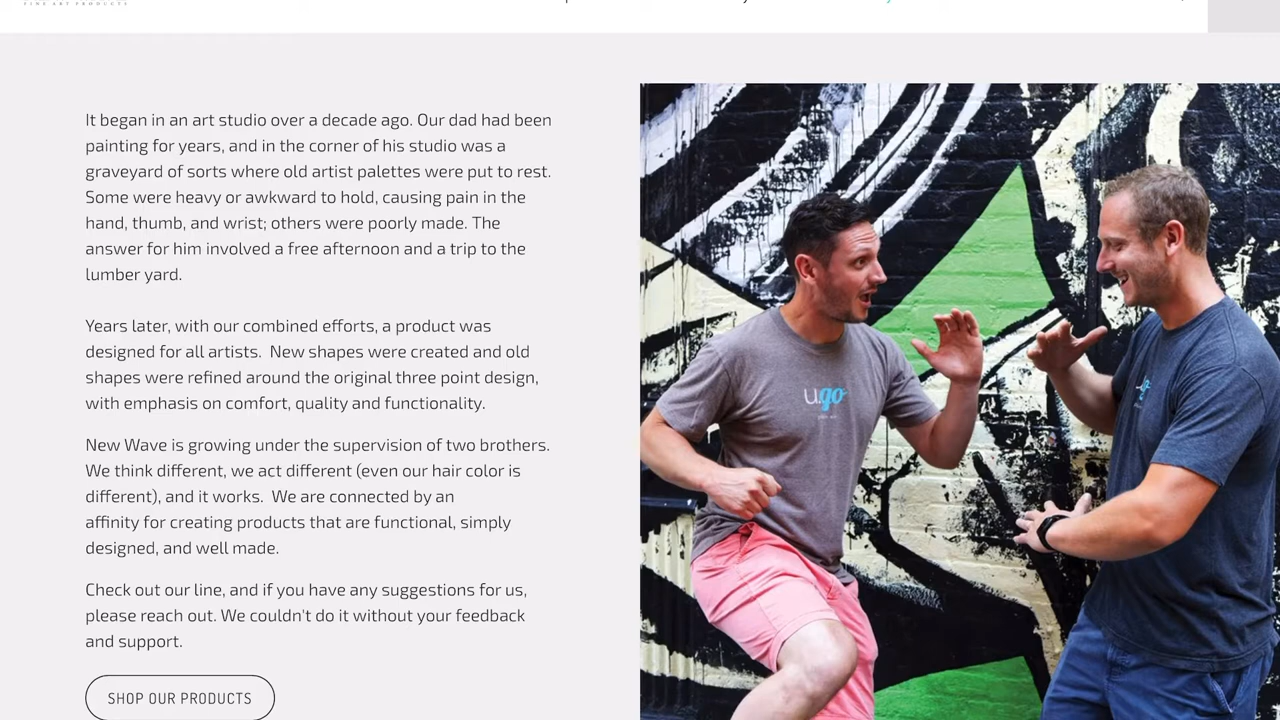 FINE ART PRODUCTS
It began in an art studio over a decade ago. Our dad had been
painting for years, and in the corner of his studio was a
graveyard of sorts where old artist palettes were put to rest.
Some were heavy or awkward to hold, causing pain in the
hand, thumb, and wrist; others were poorly made. The
answer for him involved a free afternoon and a trip to the
lumber yard.
Years later, with our combined efforts, a product was
designed for all artists. New shapes were created and old
shapes were refined around the original three point design,
with emphasis on comfort, quality and functionality.
New Wave is growing under the supervision of two brothers.
We think different, we act different (even our hair color is
different), and it works. We are connected by an
affinity for creating products that are functional, simply
designed, and well made.
Check out our line, and if you have any suggestions for us,
please reach out. We couldn't do it without your feedback
and support.
SHOP OUR PRODUCTS
u.go